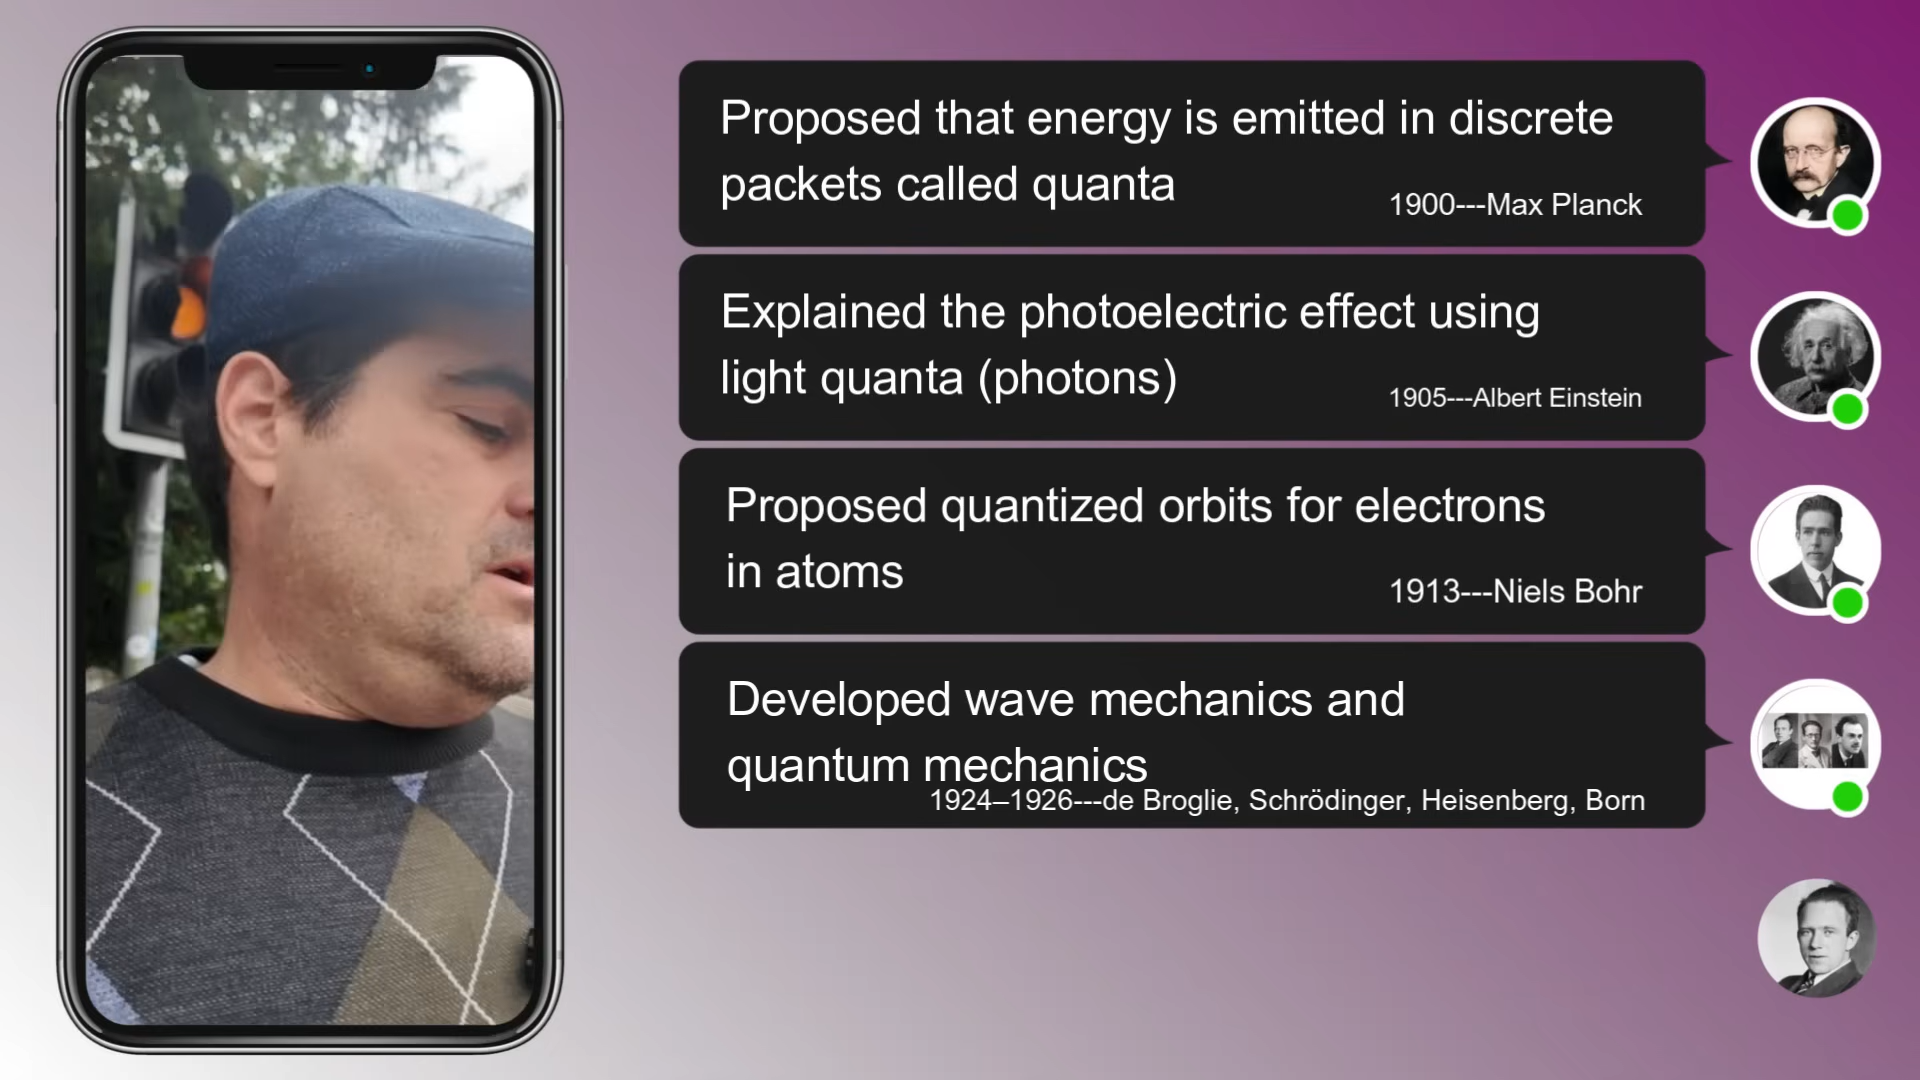 Proposed that energy is emitted in discrete
packets called quanta
1900---Max Planck
Explained the photoelectric effect using
light quanta (photons)
1905---Albert Einstein
Proposed quantized orbits for electrons
in atoms
1913---Niels Bohr
Developed wave mechanics and
quantum mechanics
1924–1926---de Broglie, Schrödinger, Heisenberg, Born